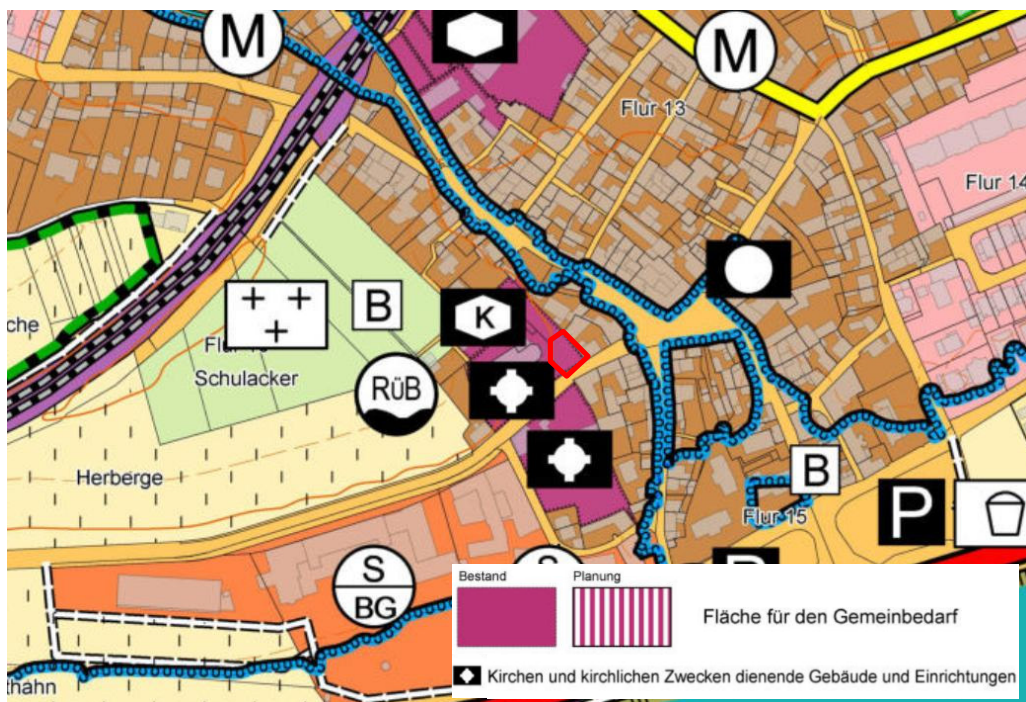 M
M
Flur 13
Flur 14
che
B
K
Schulacker
RüB
Herberge
B
Flur 15
P
S
BG
thahn
Bestand
Planung
Fläche für den Gemeinbedarf
Kirchen und kirchlichen Zwecken dienende Gebäude und Einrichtungen